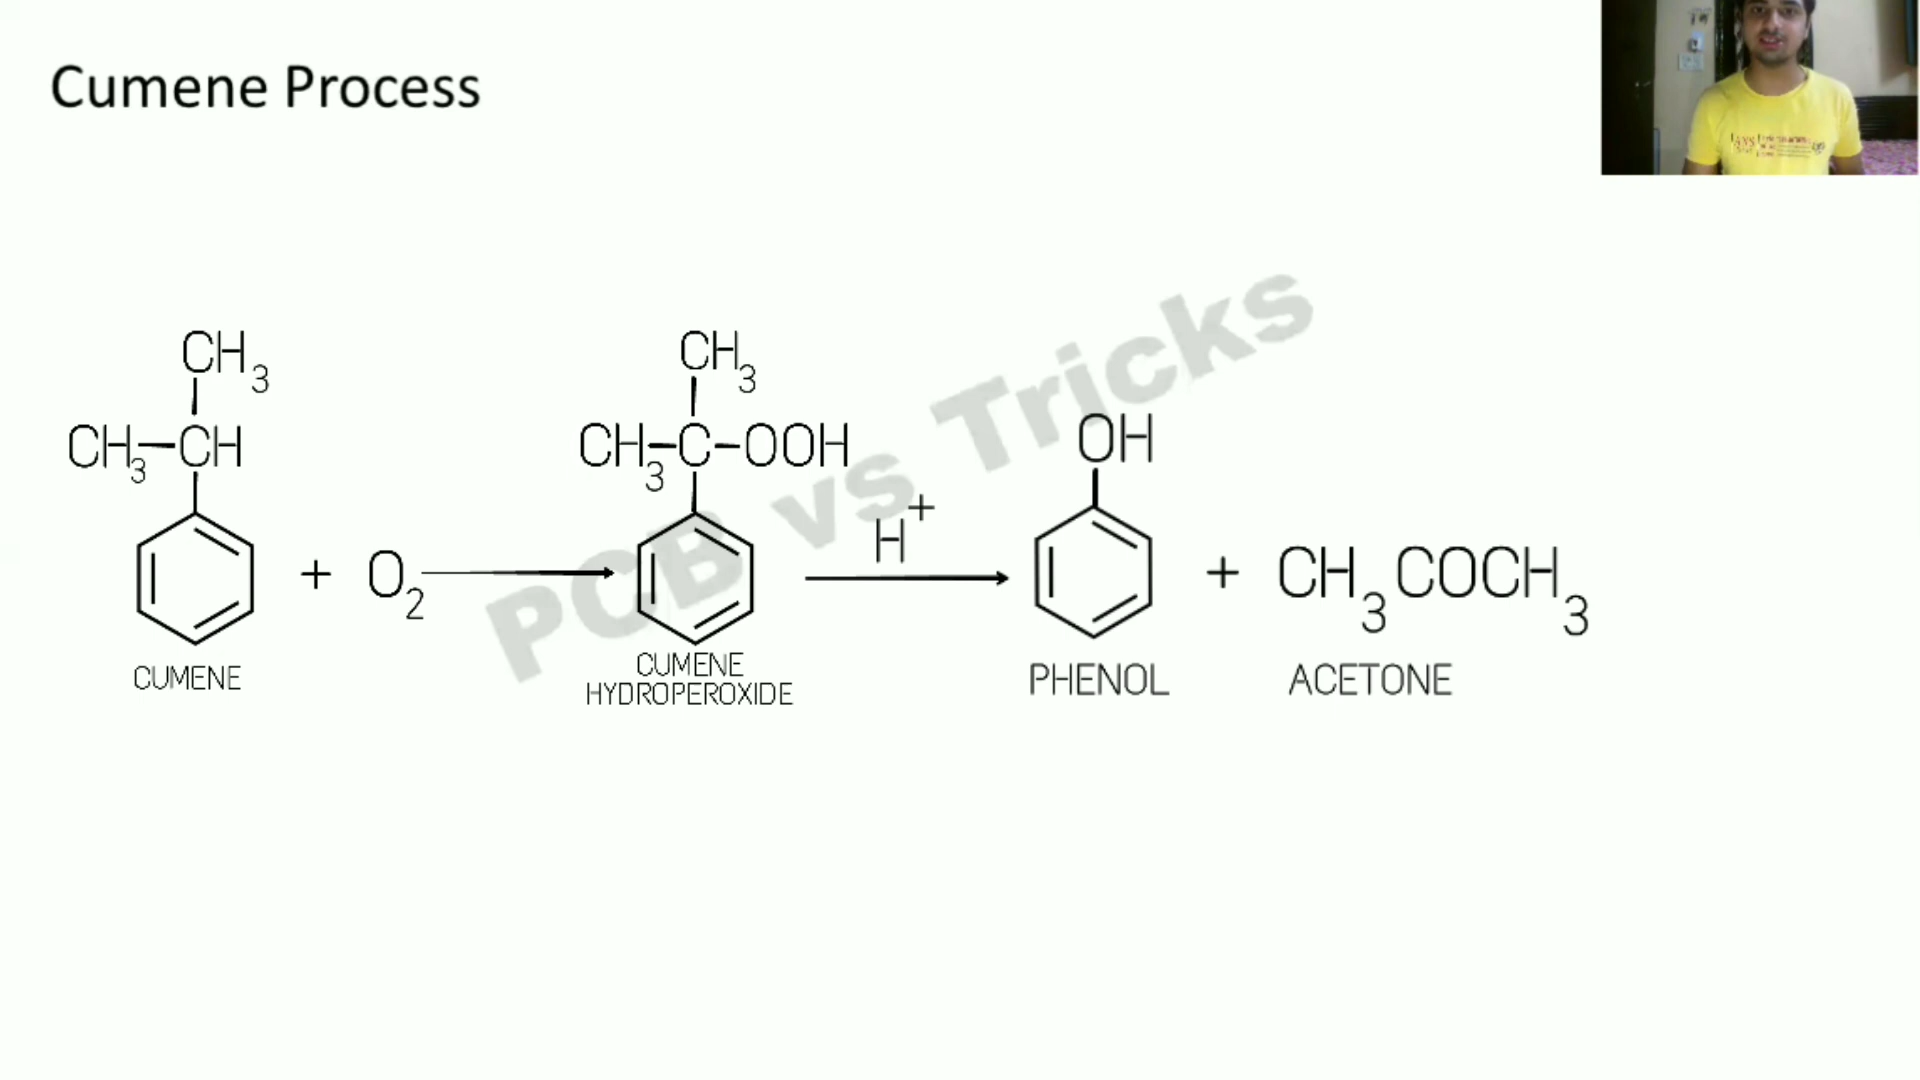 Cumene Process
CH3
CH3–CH
+ O2
CUMENE
CH3
CH3–C–OOH
CUMENE
HYDROPEROXIDE
H+
OH
PHENOL
+ CH3COCH3
ACETONE
PCB vs Tricks